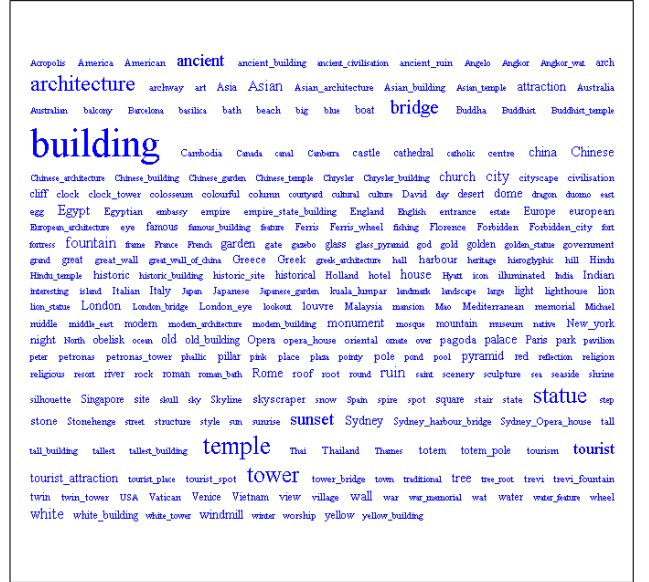 Acropolis America American ancient ancient_building ancient_civilisation ancient_ruin Angelo Angkor Angkor_wat arch
architecture archway art Asia Asian Asian_architecture Asian_building Asian_temple attraction Australia
Australian balcony Barcelona basilica bath beach big blue boat bridge Buddha Buddhist Buddhist_temple
building Cambodia Canada canal Canberra castle cathedral catholic centre china Chinese
Chinese_architecture Chinese_building Chinese_garden Chinese_temple Chrysler Chrysler_building church city cityscape civilisation
cliff clock clock_tower colosseum colourful column courtyard cultural culture David day desert dome dragon duomo east
egg Egypt Egyptian embassy empire empire_state_building England English entrance estate Europe european
European_architecture eye famous famous_building feature Ferris Ferris_wheel fishing Florence Forbidden Forbidden_city fort
fortress fountain frame France French garden gate gazebo glass glass_pyramid god gold golden golden_statue government
grand great great_wall great_wall_of_china Greece Greek greek_architecture hall harbour heritage hieroglyphic hill Hindu
Hindu_temple historic historic_building historic_site historical Holland hotel house Hyatt icon illuminated India Indian
interesting island Italian Italy Japan Japanese Japanese_garden kuala_lumpar landmark landscape large light lighthouse lion
lion_statue London London_bridge London_eye lookout louvre Malaysia mansion Mao Mediterranean memorial Michael
middle middle_east modern modern_architecture modern_building monument mosque mountain museum native New_york
night North obelisk ocean old old_building Opera opera_house oriental ornate over pagoda palace Paris park pavilion
peter petronas petronas_tower phallic pillar pink place plaza pointy pole pond pool pyramid red reflection religion
religious resort river rock roman roman_bath Rome roof root round ruin saint scenery sculpture sea seaside shrine
silhouette Singapore site skull sky Skyline skyscraper snow Spain spire spot square stair state statue step
stone Stonehenge street structure style sun sunrise sunset Sydney Sydney_harbour_bridge Sydney_Opera_house tall
tall_building tallest tallest_building temple Thai Thailand Thames totem totem_pole tourism tourist
tourist_attraction tourist_place tourist_spot tower tower_bridge town traditional tree tree_root trevi trevi_fountain
twin twin_tower USA Vatican Venice Vietnam view village wall war war_memorial wat water water_feature wheel
white white_building white_tower windmill winter worship yellow yellow_building